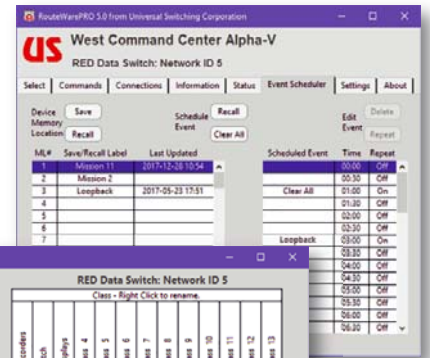 RouteWarePRO 5.0 from Universal Switching Corporation
US West Command Center Alpha-V
RED Data Switch: Network ID 5
Select Commands Connections Information Status Event Scheduler Settings About
Device Memory Location
Save
Recall
Schedule Event
Recall
Clear All
Edit Event
Delete
Repeat
ML# Save/Recall Label Last Updated Scheduled Event Time Repeat
1 Mission 11 2017-12-28 10:54 00:00 Off
2 Mission 2 00:30 Off
3 Loopback 2017-05-23 17:51 Clear All 01:00 On
4 01:30 Off
5 02:00 Off
6 02:30 Off
7 Loopback 03:00 On
03:30 Off
04:00 Off
04:30 Off
05:00 Off
05:30 Off
06:00 Off
06:30 Off
RED Data Switch: Network ID 5
Class - Right Click to rename.